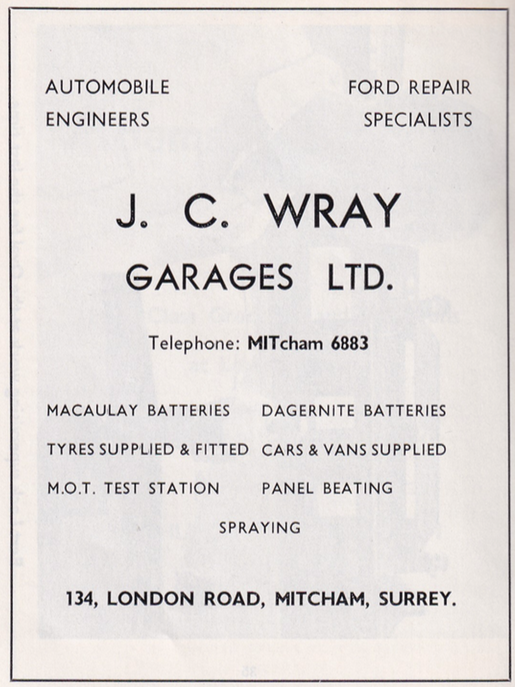 AUTOMOBILE FORD REPAIR
ENGINEERS SPECIALISTS
J. C. WRAY
GARAGES LTD.
Telephone: MITcham 6883
MACAULAY BATTERIES DAGERNITE BATTERIES
TYRES SUPPLIED & FITTED CARS & VANS SUPPLIED
M.O.T. TEST STATION PANEL BEATING
SPRAYING
134, LONDON ROAD, MITCHAM, SURREY.